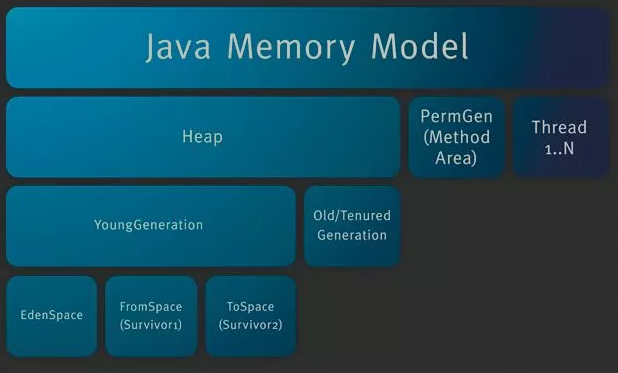 Java Memory Model
Heap
PermGen
(Method
Area)
Thread
1..N
YoungGeneration
Old/Tenured
Generation
EdenSpace
FromSpace
(Survivor1)
ToSpace
(Survivor2)